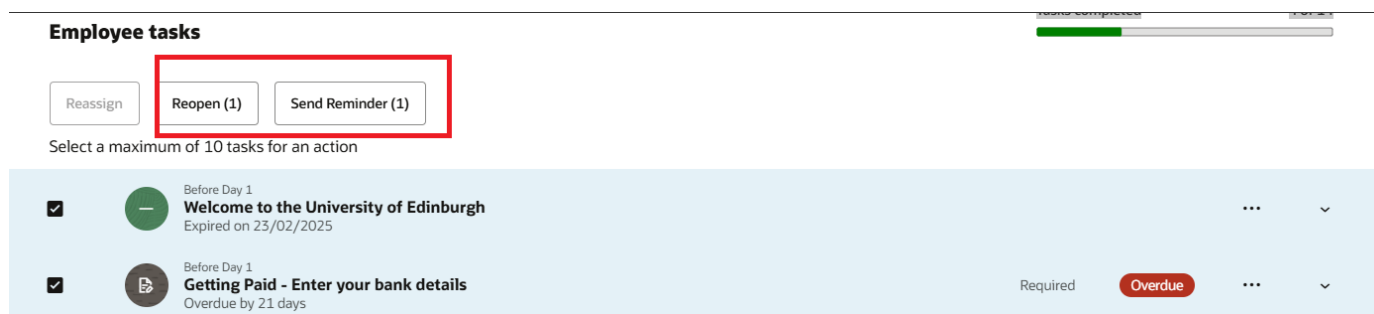 Employee tasks
Reassign
Reopen (1)
Send Reminder (1)
Select a maximum of 10 tasks for an action
Before Day 1
Welcome to the University of Edinburgh
Expired on 23/02/2025
Before Day 1
Getting Paid - Enter your bank details
Overdue by 21 days
Required
Overdue